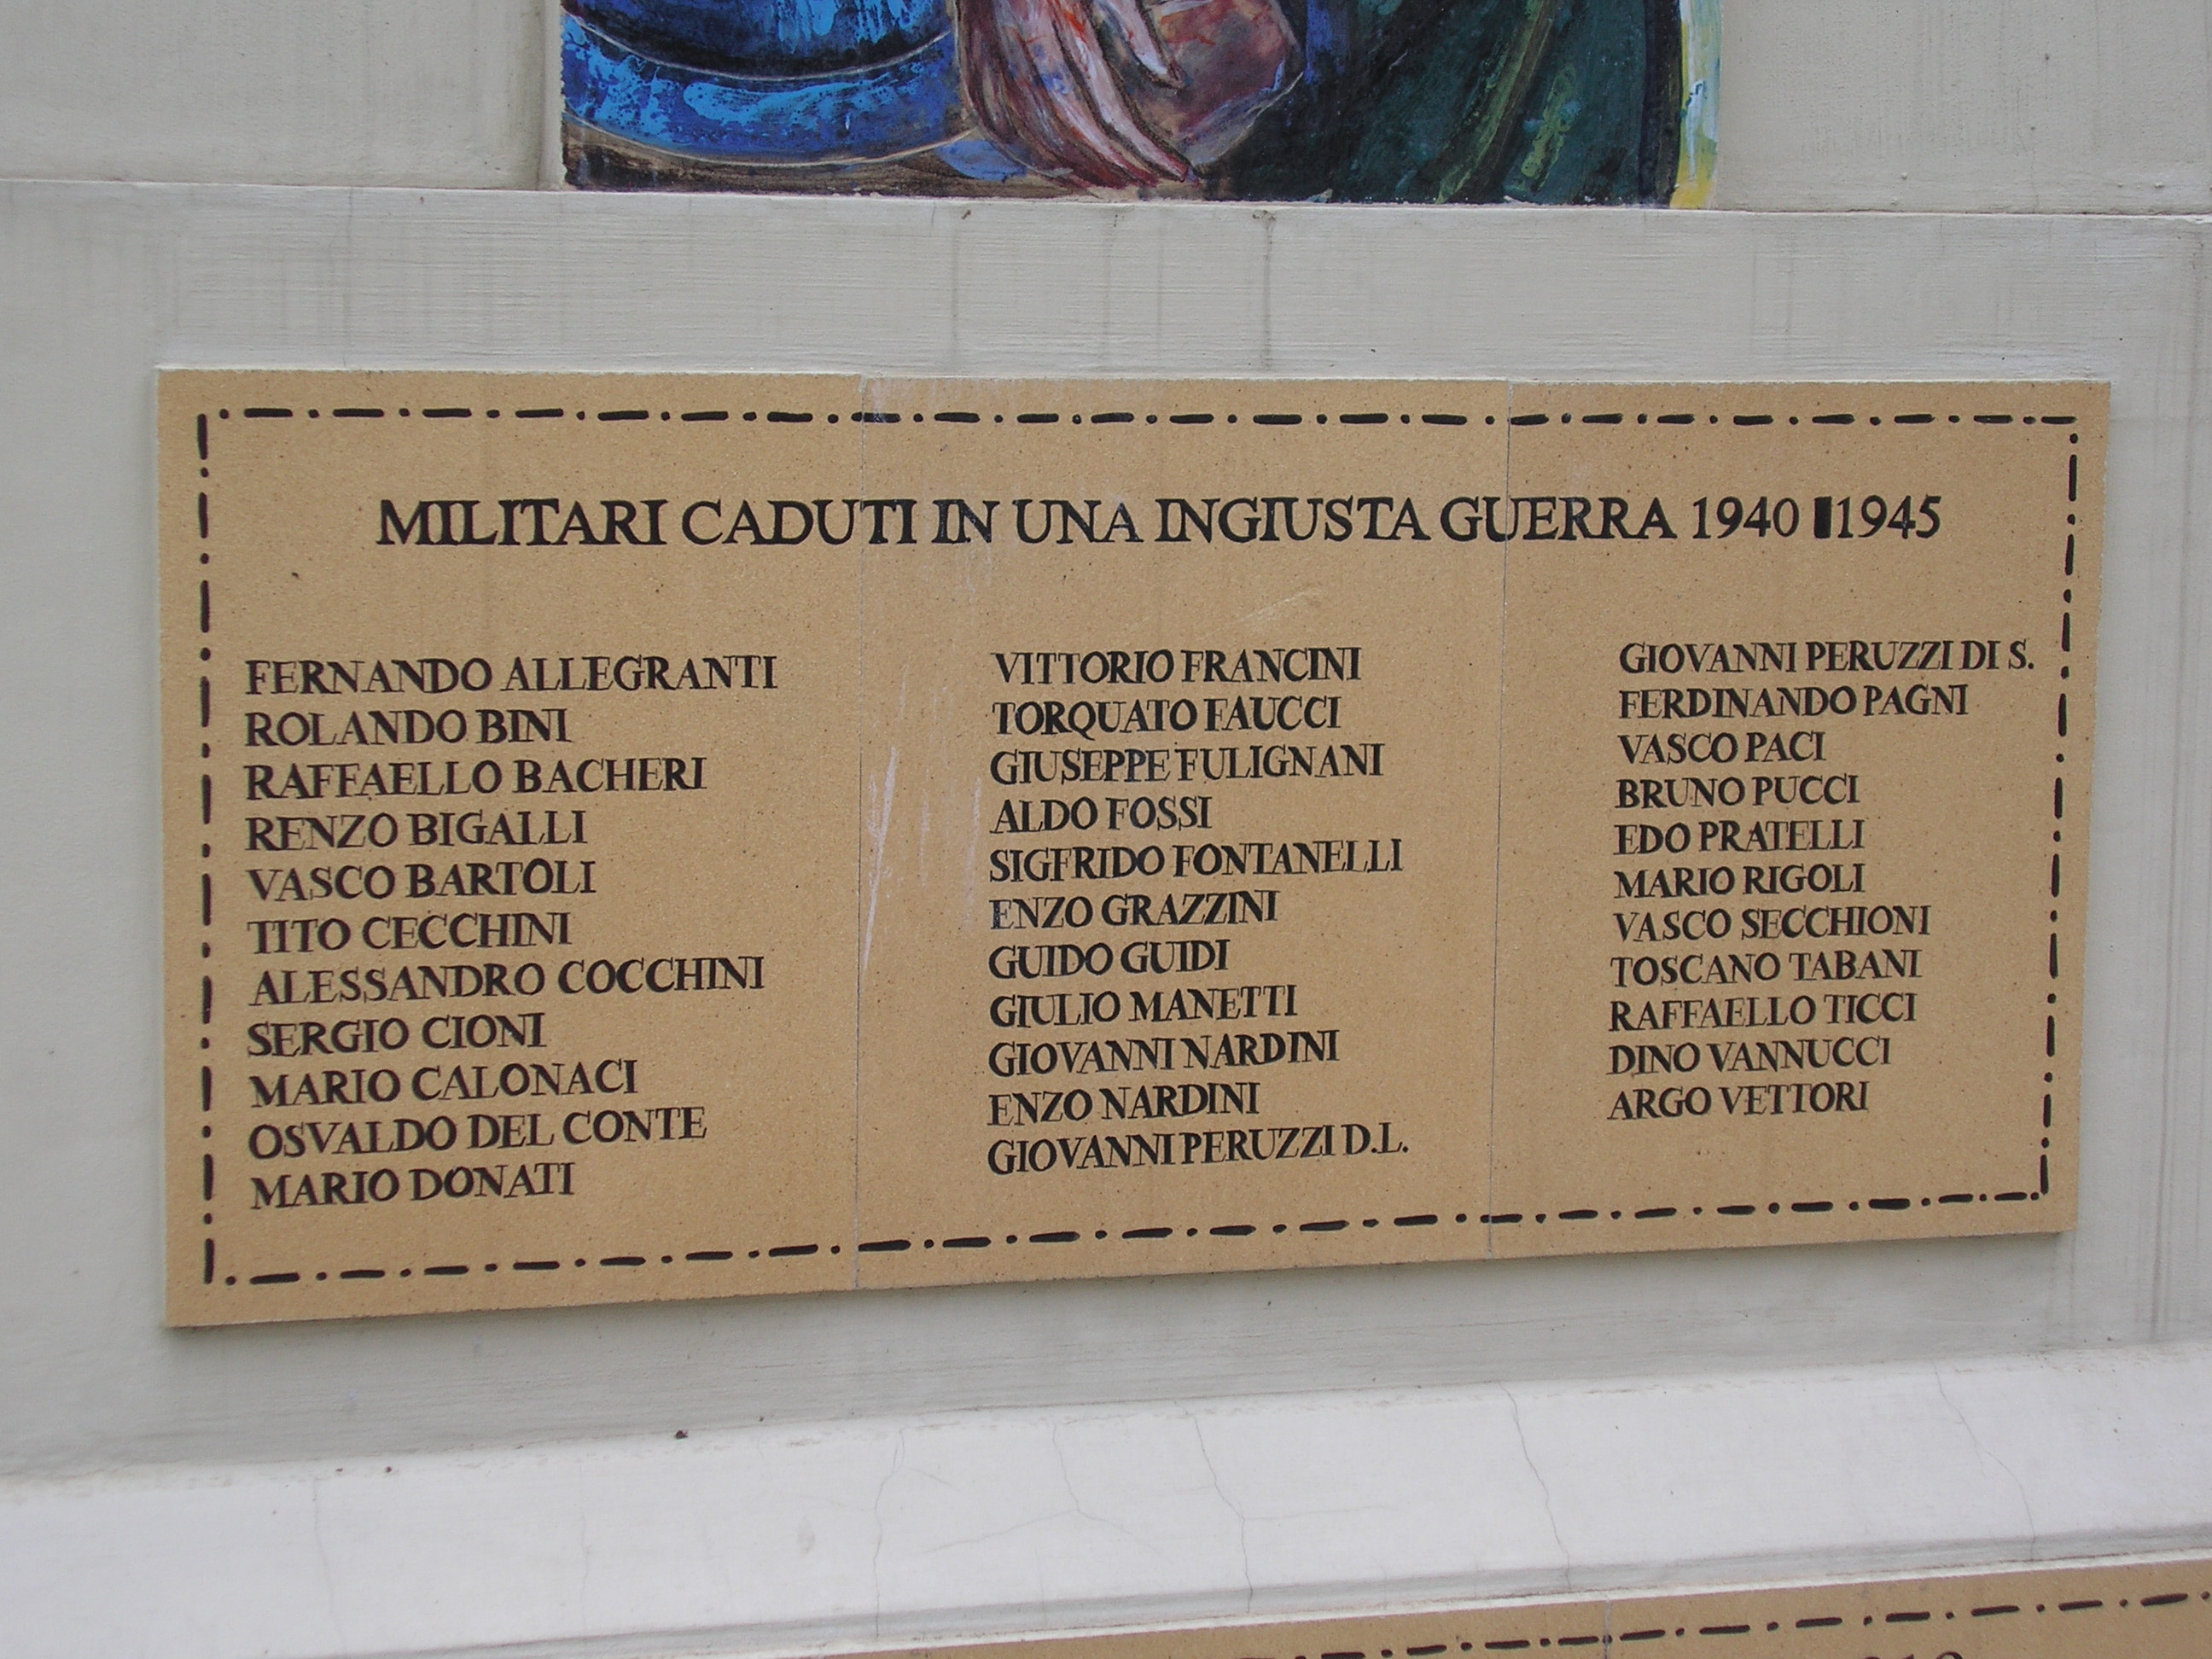 MILITARI CADUTI IN UNA INGIUSTA GUERRA 1940 1945
FERNANDO ALLEGRANTI
ROLANDO BINI
RAFFAELLO BACHERI
RENZO BIGALLI
VASCO BARTOLI
TITO CECCHINI
ALESSANDRO COCCHINI
SERGIO CIONI
MARIO CALONACI
OSVALDO DEL CONTE
MARIO DONATI
VITTORIO FRANCINI
TORQUATO FAUCCI
GIUSEPPE FULIGNANI
ALDO FOSSI
SIGFRIDO FONTANELLI
ENZO GRAZZINI
GUIDO GUIDI
GIULIO MANETTI
GIOVANNI NARDINI
ENZO NARDINI
GIOVANNI PERUZZI D.L.
GIOVANNI PERUZZI DI S.
FERDINANDO PAGNI
VASCO PACI
BRUNO PUCCI
EDO PRATELLI
MARIO RIGOLI
VASCO SECCHIONI
TOSCANO TABANI
RAFFAELLO TICCI
DINO VANNUCCI
ARGO VETTORI